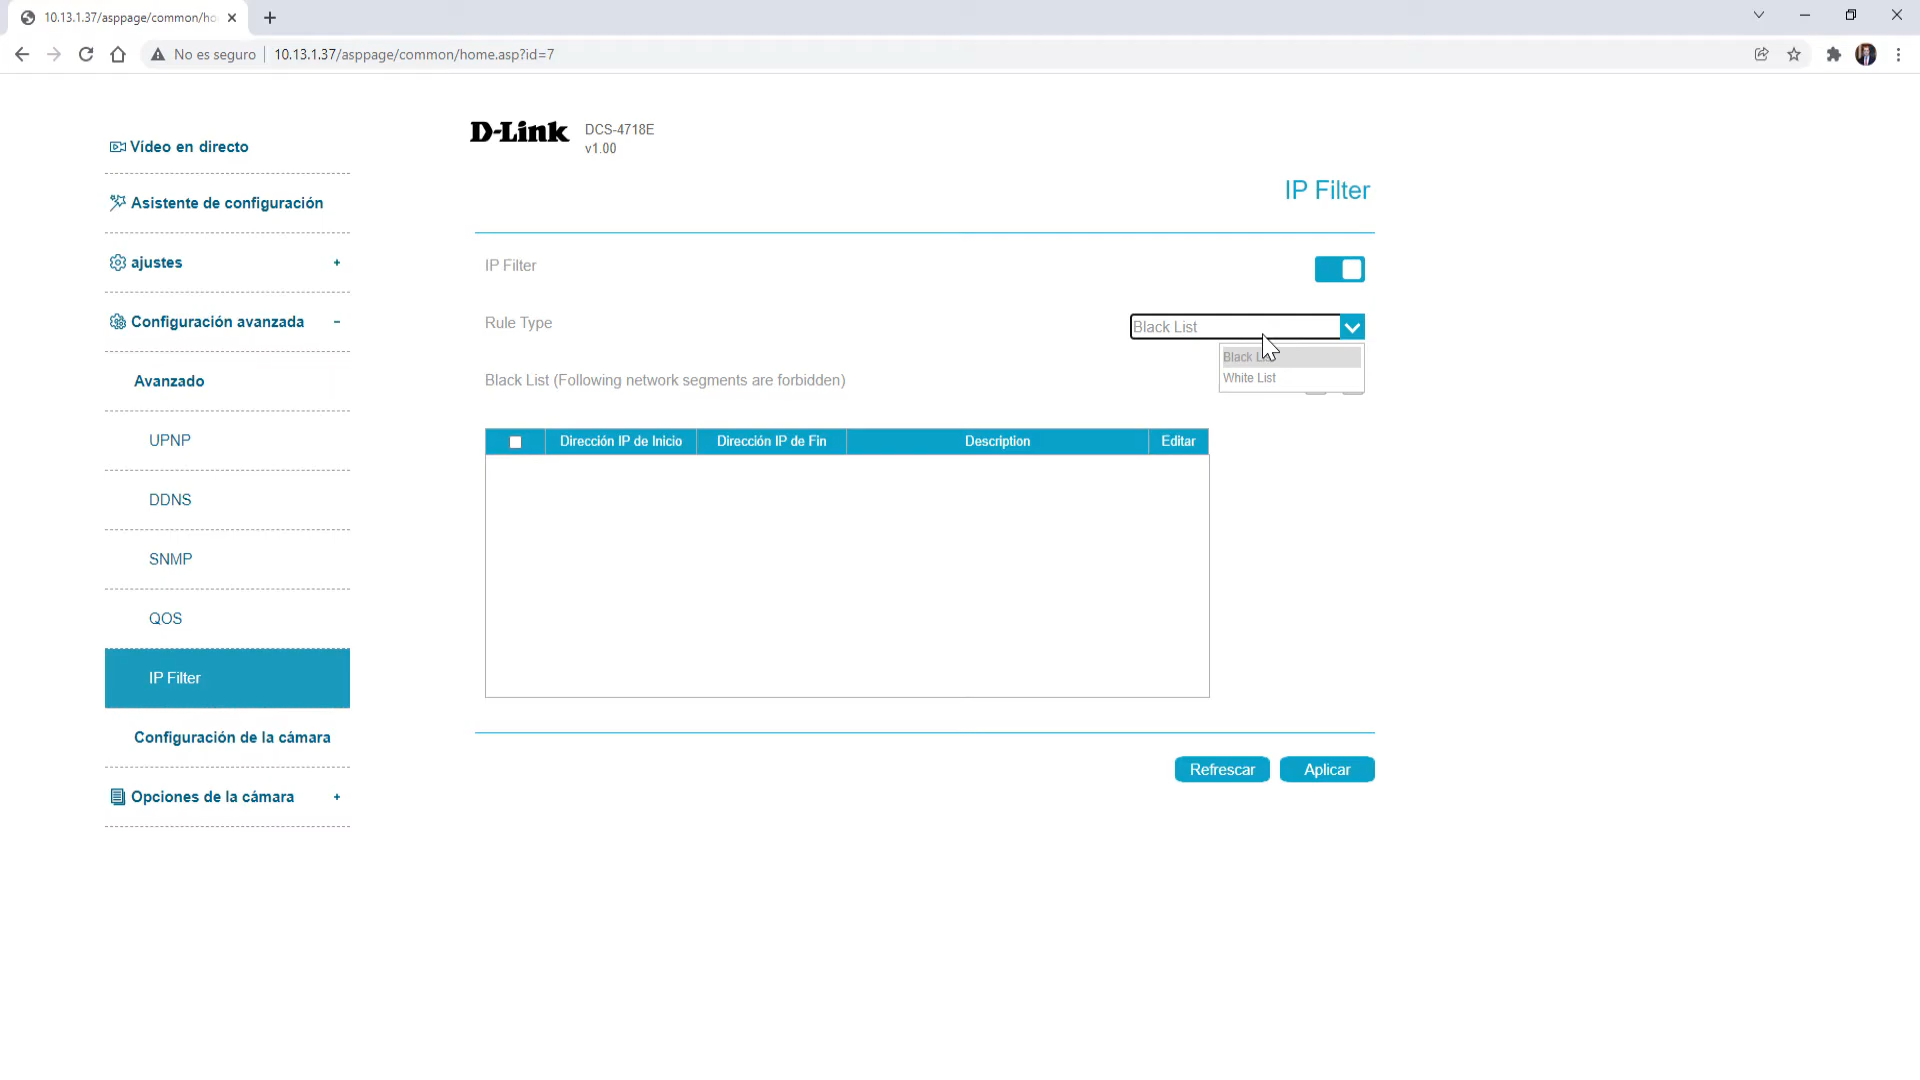 10.13.1.37/asppage/common/ho
No es seguro
10.13.1.37/asppage/common/home.asp?id=7
Vídeo en directo
Asistente de configuración
ajustes +
Configuración avanzada -
Avanzado
UPNP
DDNS
SNMP
QOS
IP Filter
Configuración de la cámara
Opciones de la cámara +
D-Link
DCS-4718E
v1.00
IP Filter
IP Filter
Rule Type
Black List
Black
White List
Black List (Following network segments are forbidden)
Dirección IP de Inicio Dirección IP de Fin Description Editar
Refrescar Aplicar